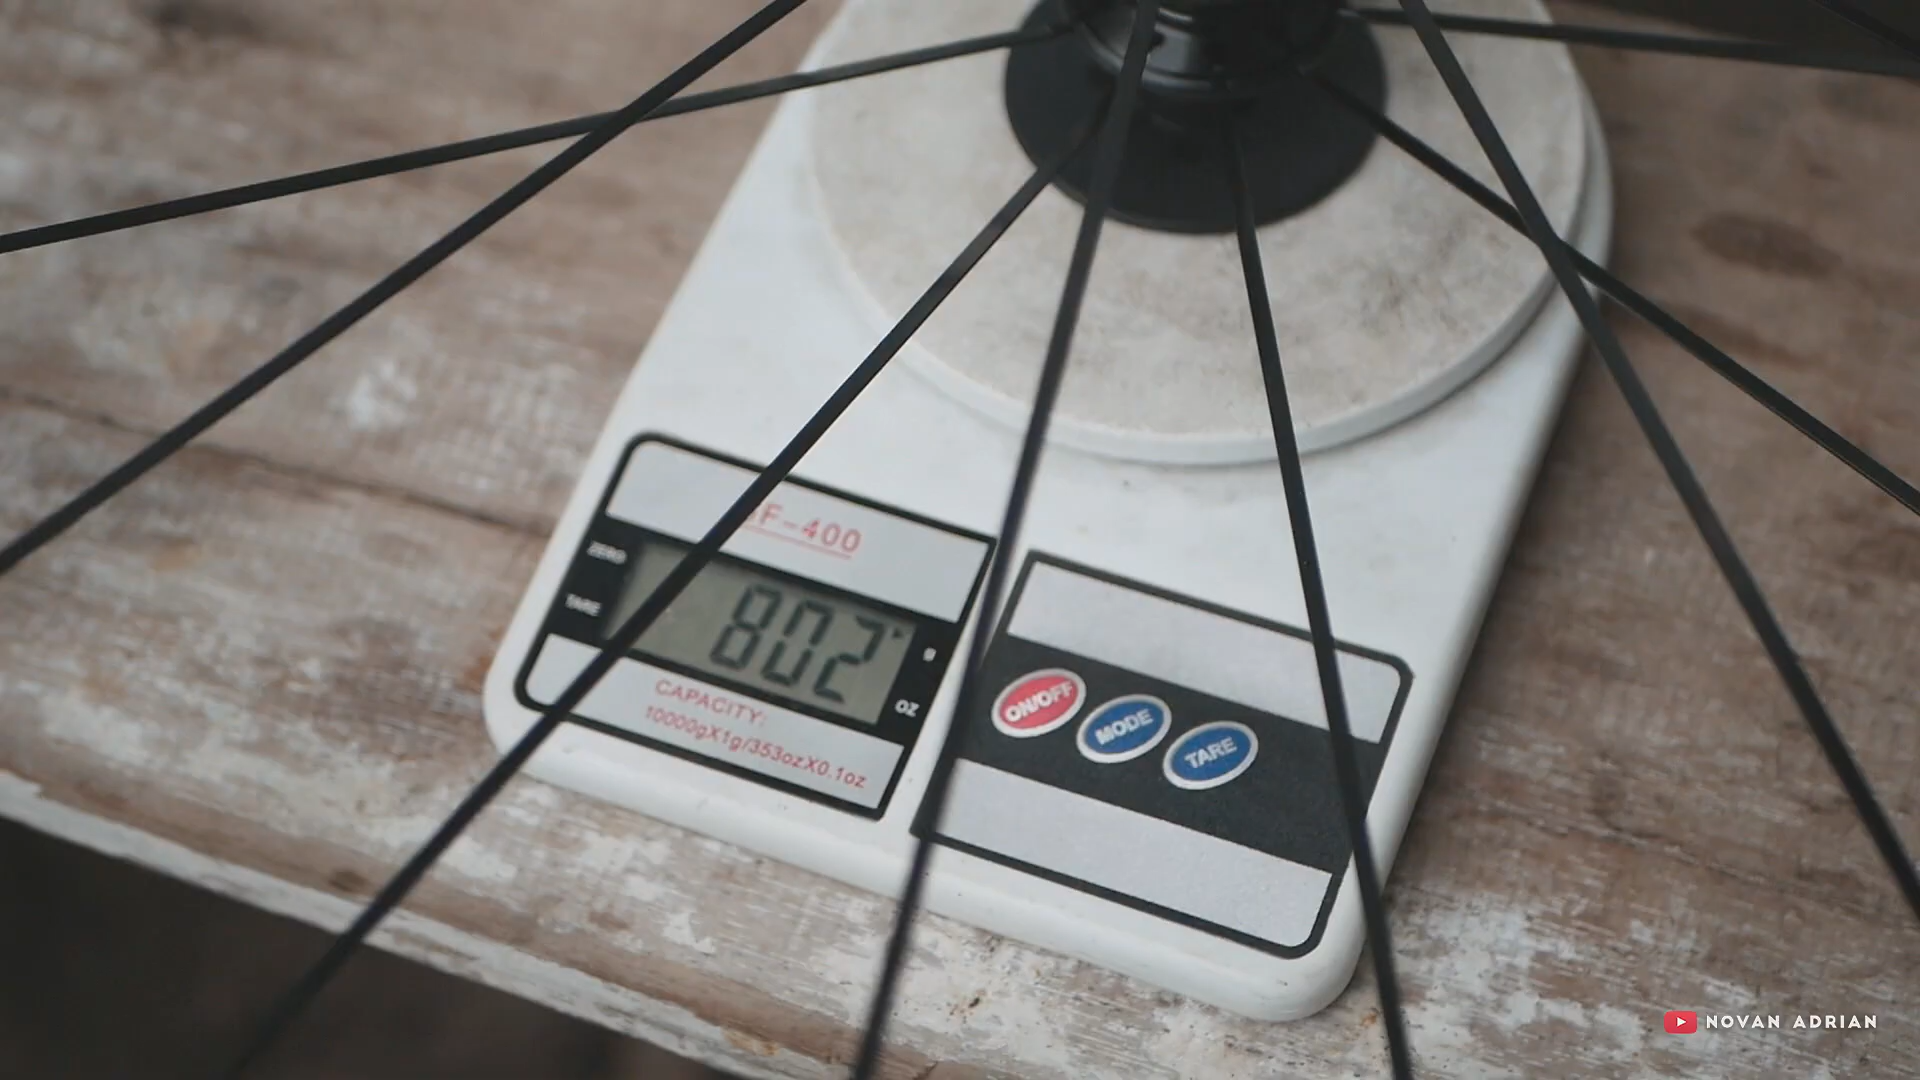 F-400
ZERO
TARE
802
g
OZ
CAPACITY:
10000gX1g/353ozX0.1oz
ON/OFF
MODE
TARE
NOVAN ADRIAN